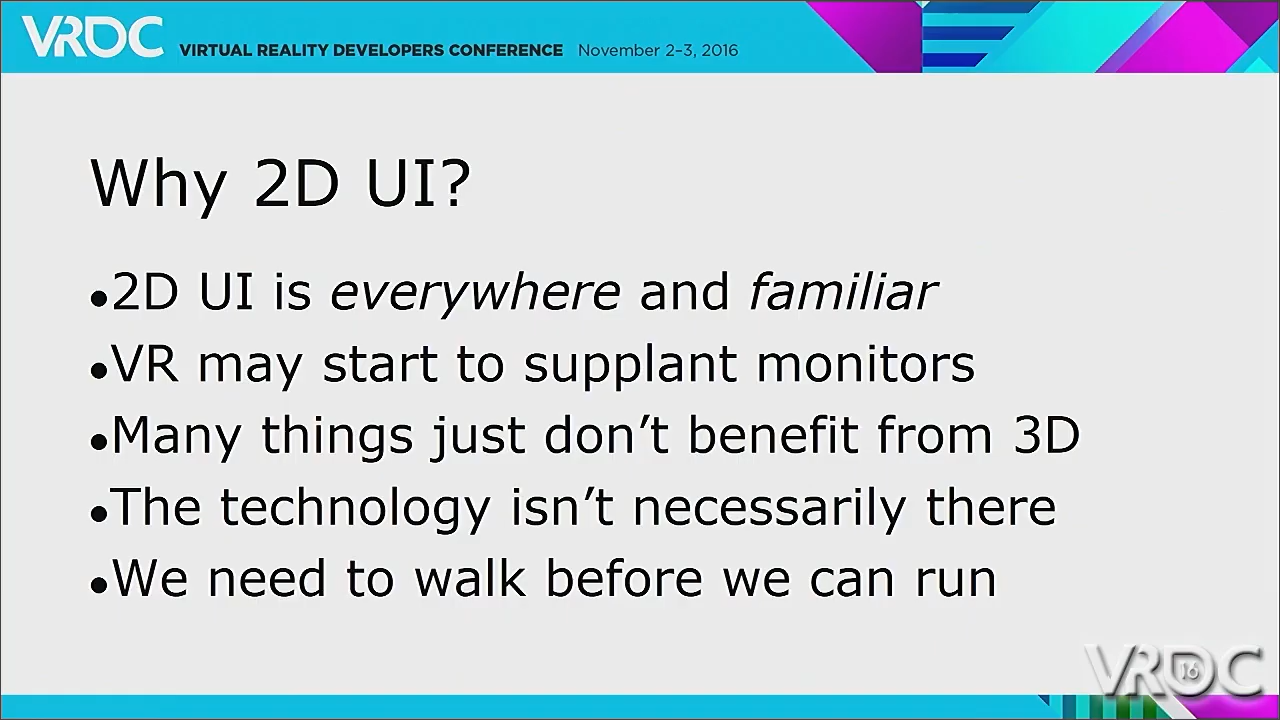 VRDC VIRTUAL REALITY DEVELOPERS CONFERENCE November 2-3, 2016
Why 2D UI?
●2D UI is everywhere and familiar
●VR may start to supplant monitors
●Many things just don’t benefit from 3D
●The technology isn’t necessarily there
●We need to walk before we can run
VRDC 16